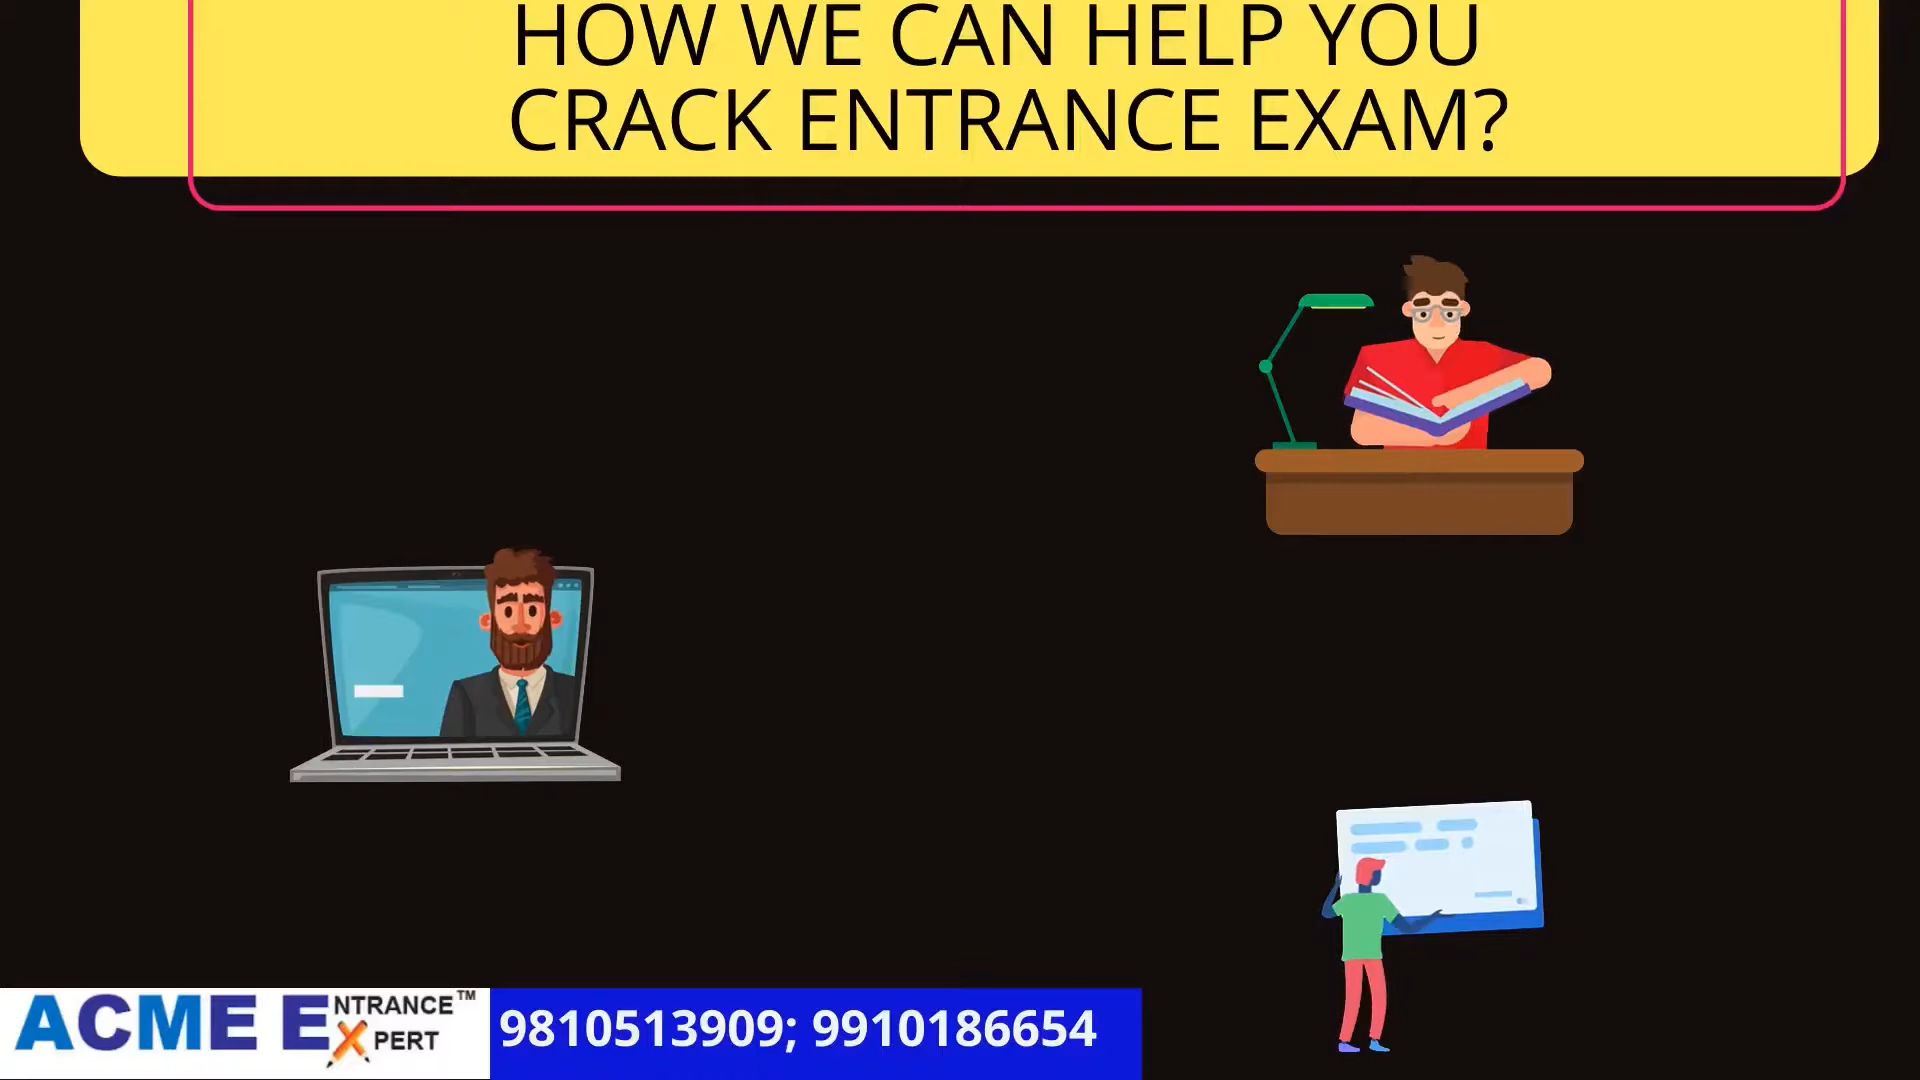 HOW WE CAN HELP YOU
CRACK ENTRANCE EXAM?
ACME ENTRANCE™
EXPERT
9810513909; 9910186654